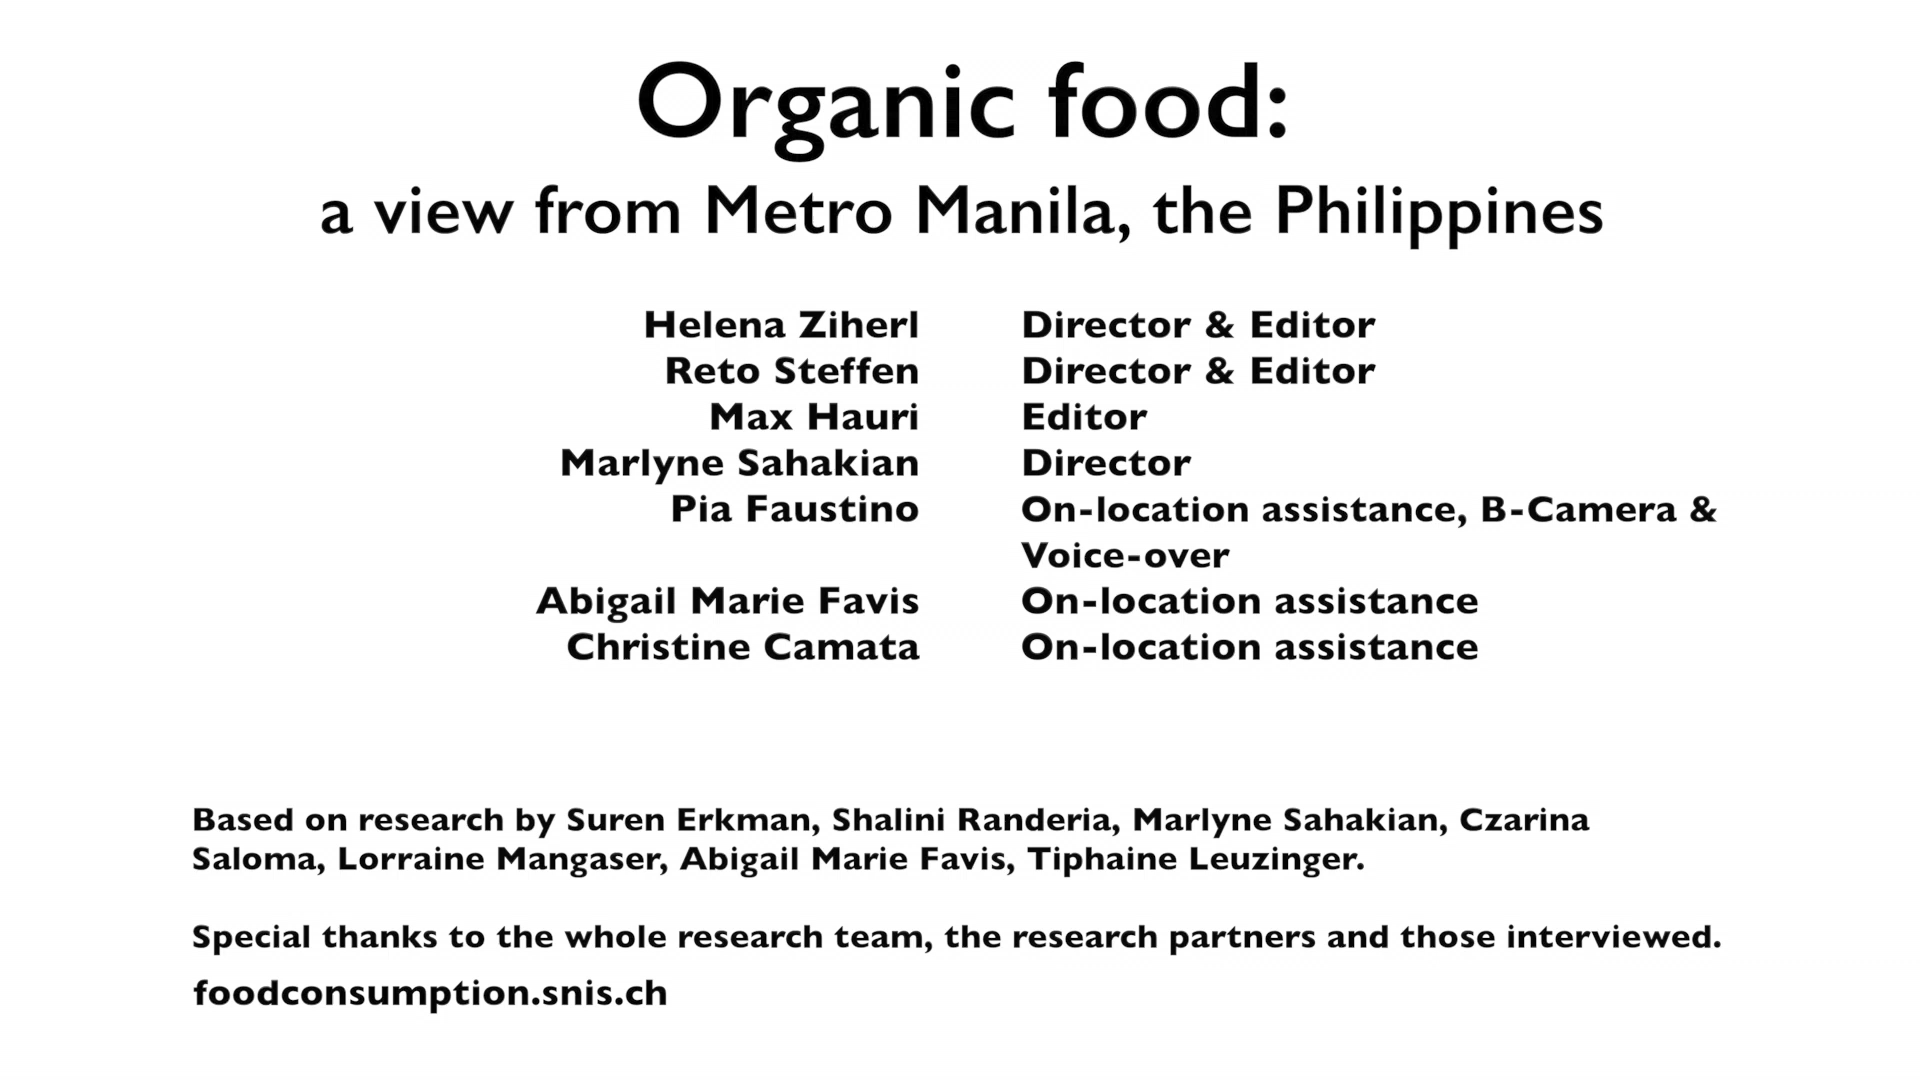 Organic food:
a view from Metro Manila, the Philippines
Helena Ziherl Director & Editor
Reto Steffen Director & Editor
Max Hauri Editor
Marlyne Sahakian Director
Pia Faustino On-location assistance, B-Camera &
Voice-over
Abigail Marie Favis On-location assistance
Christine Camata On-location assistance
Based on research by Suren Erkman, Shalini Randeria, Marlyne Sahakian, Czarina
Saloma, Lorraine Mangaser, Abigail Marie Favis, Tiphaine Leuzinger.
Special thanks to the whole research team, the research partners and those interviewed.
foodconsumption.snis.ch